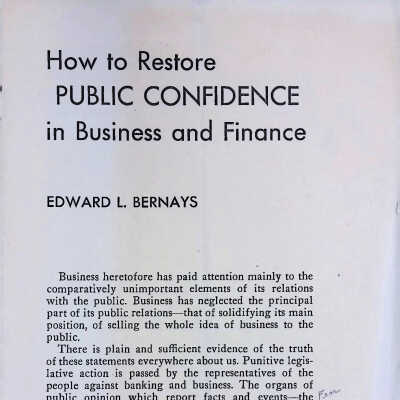 How to Restore
PUBLIC CONFIDENCE
in Business and Finance
EDWARD L. BERNAYS
Business heretofore has paid attention mainly to the
comparatively unimportant elements of its relations
with the public. Business has neglected the principal
part of its public relations—that of solidifying its main
position, of selling the whole idea of business to the
public.
There is plain and sufficient evidence of the truth
of these statements everywhere about us. Punitive legis-
lative action is passed by the representatives of the
people against banking and business. The organs of
public opinion which report facts and events—the